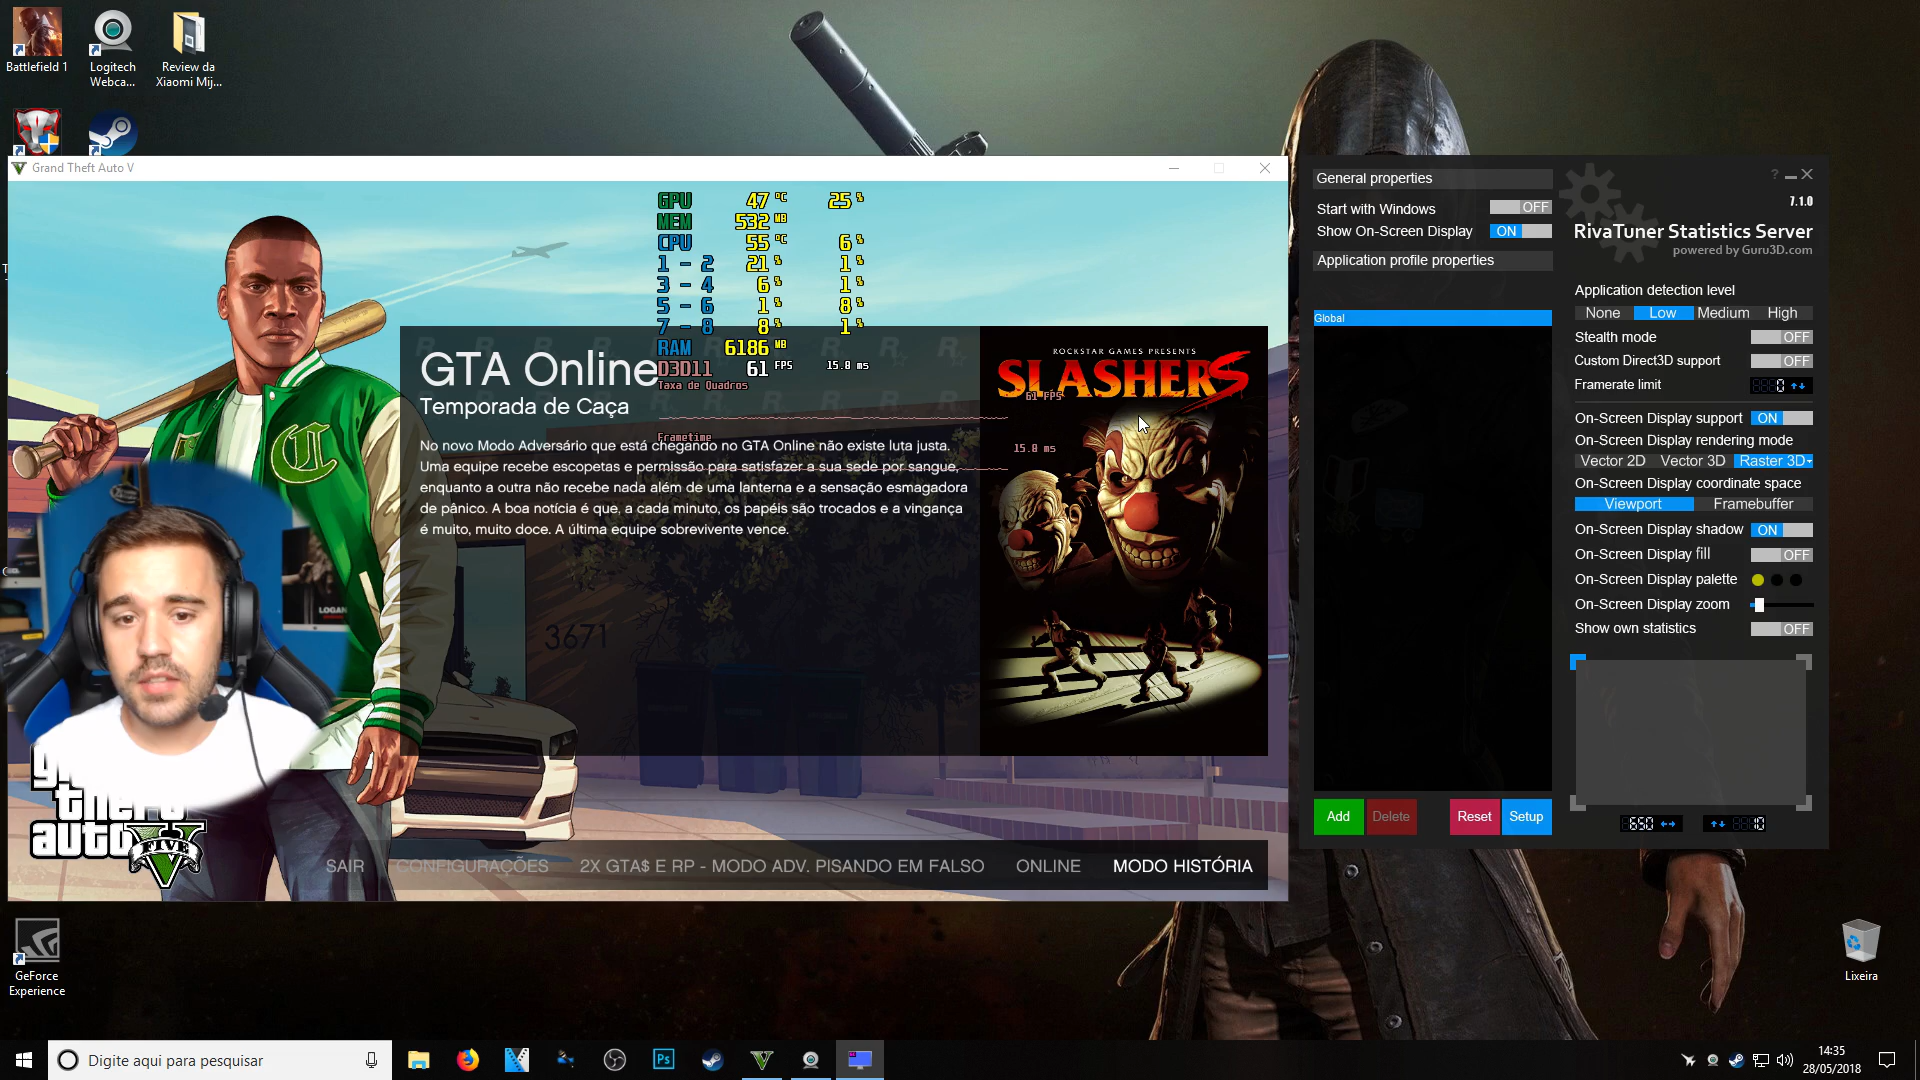 Battlefield 1
Logitech
Webca...
Review da
Xiaomi Mij...
Grand Theft Auto V
GPU 47 °C 25 %
MEM 532 MB
CPU 55 °C 6 %
1 - 2 21 % 1 %
3 - 4 6 % 1 %
5 - 6 1 % 8 %
7 - 8 8 % 1 %
RAM 6186 MB
D3D11 61 FPS 15.8 ms
Taxa de Quadros
61 FPS
Frametime
15.8 ms
GTA Online
Temporada de Caça
No novo Modo Adversário que está chegando no GTA Online não existe luta justa.
Uma equipe recebe escopetas e permissão para satisfazer a sua sede por sangue,
enquanto a outra não recebe nada além de uma lanterna e a sensação esmagadora
de pânico. A boa notícia é que, a cada minuto, os papéis são trocados e a vingança
é muito, muito doce. A última equipe sobrevivente vence.
ROCKSTAR GAMES PRESENTS
SLASHERS
3671
LOGAN
grand
theft
auto V
FIVE
SAIR
CONFIGURAÇÕES
2X GTA$ E RP - MODO ADV. PISANDO EM FALSO
ONLINE
MODO HISTÓRIA
General properties
Start with Windows OFF
Show On-Screen Display ON
Application profile properties
Global
Add
Delete
Reset
Setup
? 
7.1.0
RivaTuner Statistics Server
powered by Guru3D.com
Application detection level
None Low Medium High
Stealth mode OFF
Custom Direct3D support OFF
Framerate limit 0
On-Screen Display support ON
On-Screen Display rendering mode
Vector 2D Vector 3D Raster 3D
On-Screen Display coordinate space
Viewport Framebuffer
On-Screen Display shadow ON
On-Screen Display fill OFF
On-Screen Display palette
On-Screen Display zoom
Show own statistics OFF
650
10
GeForce
Experience
Lixeira
Digite aqui para pesquisar
Ps
14:35
28/05/2018